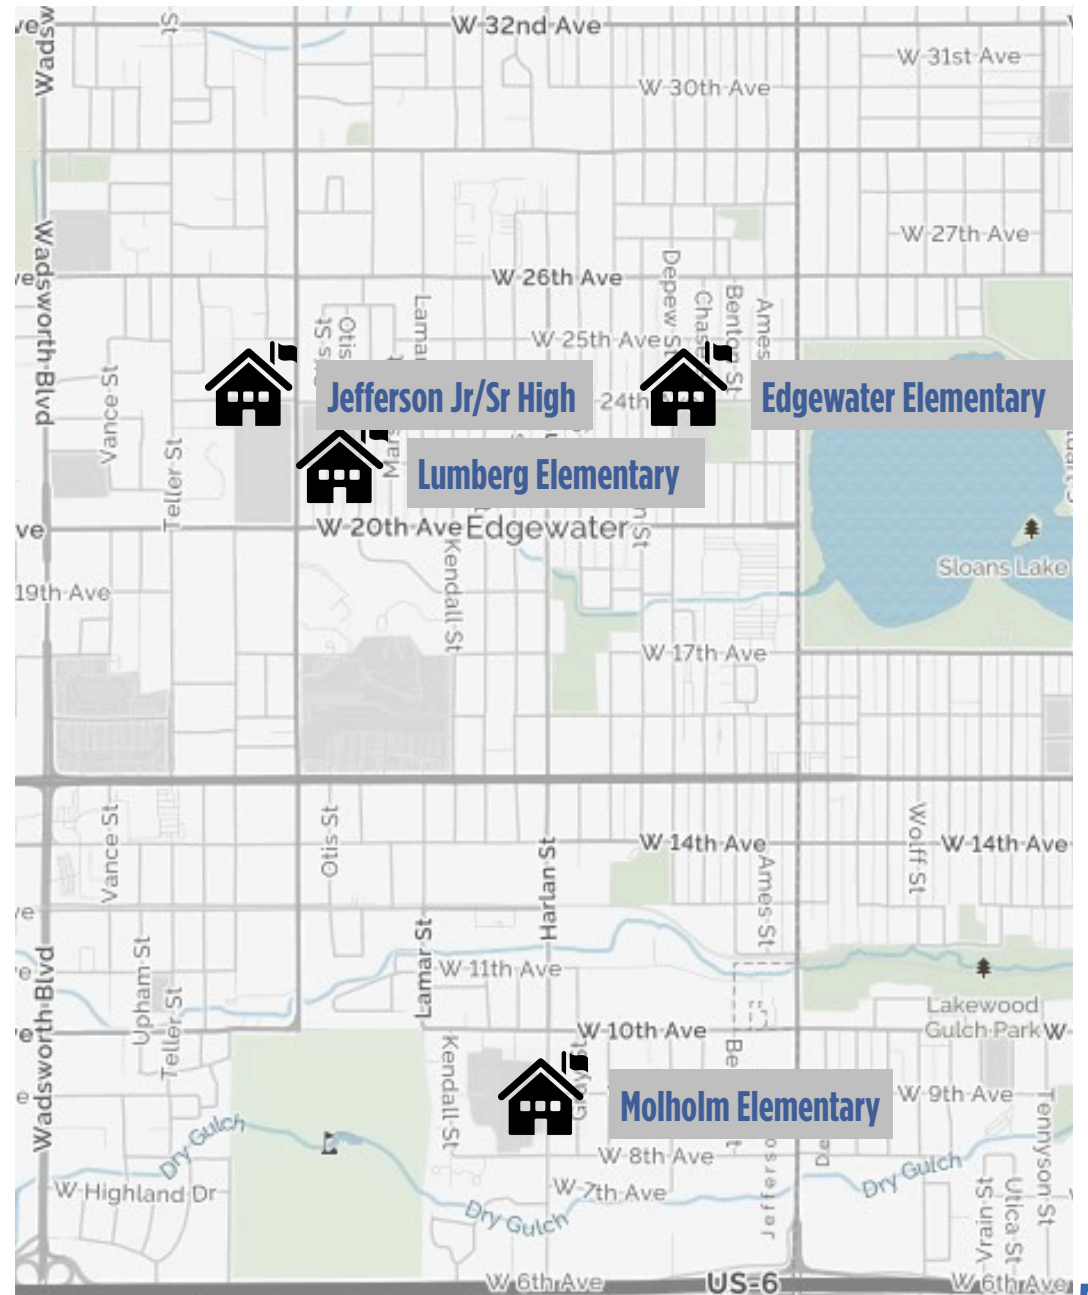 W 32nd Ave
W 31st Ave
W 30th Ave
W 27th Ave
W 26th Ave
W 25th Ave
Wadsworth Blvd
Vance St
Teller St
Otis
Depew St
Chase
Benton St
Ames
Jefferson Jr/Sr High
24th
Edgewater Elementary
Lumberg Elementary
W 20th Ave
Edgewater
Sloans Lake
19th Ave
Kendall St
W 17th Ave
Vance St
Otis St
W 14th Ave
Wolff St
W 14th Ave
Harlan St
Ames St
Lamar St
Upham St
Teller St
Wadsworth Blvd
W 11th Ave
Lakewood
Gulch Park
W 10th Ave
Kendall St
Molholm Elementary
W 9th Ave
Tennyson St
W 8th Ave
Dry Gulch
W Highland Dr
W 7th Ave
Dry Gulch
Dry Gulch
Vrain St
Utica St
W 6th Ave
US-6
W 6th Ave